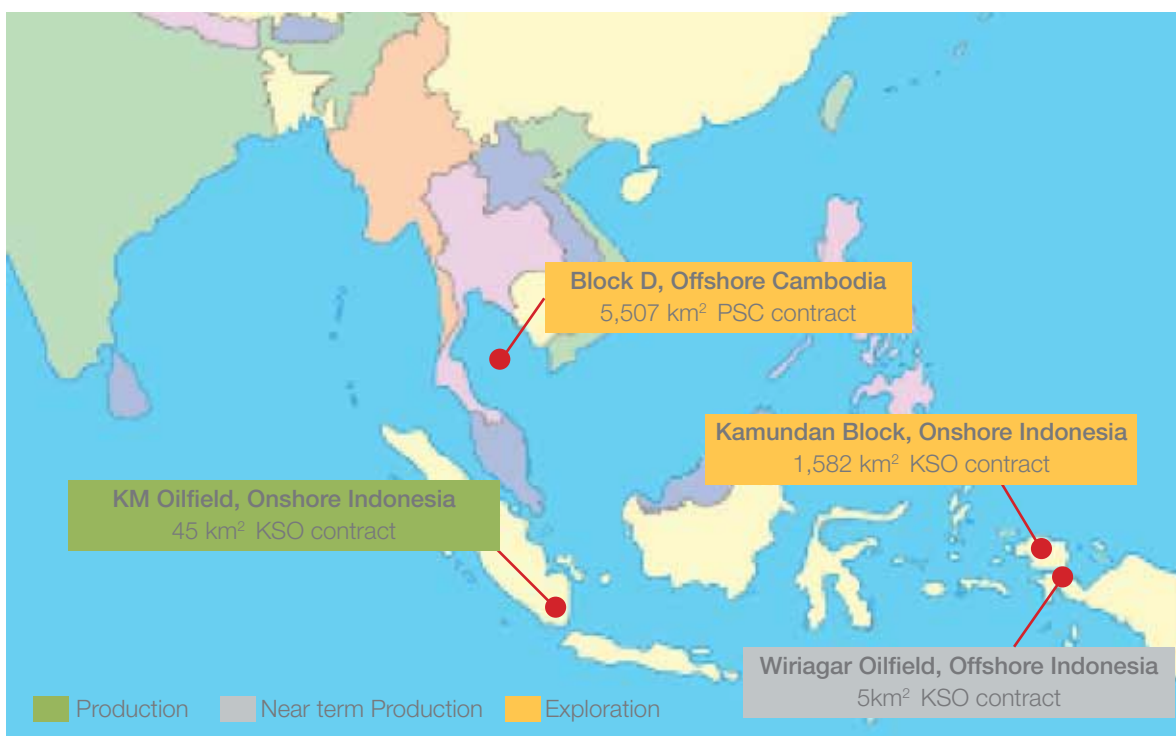 Block D, Offshore Cambodia
5,507 km² PSC contract
Kamundan Block, Onshore Indonesia
1,582 km² KSO contract
KM Oilfield, Onshore Indonesia
45 km² KSO contract
Wiriagar Oilfield, Offshore Indonesia
5km² KSO contract
Production
Near term Production
Exploration